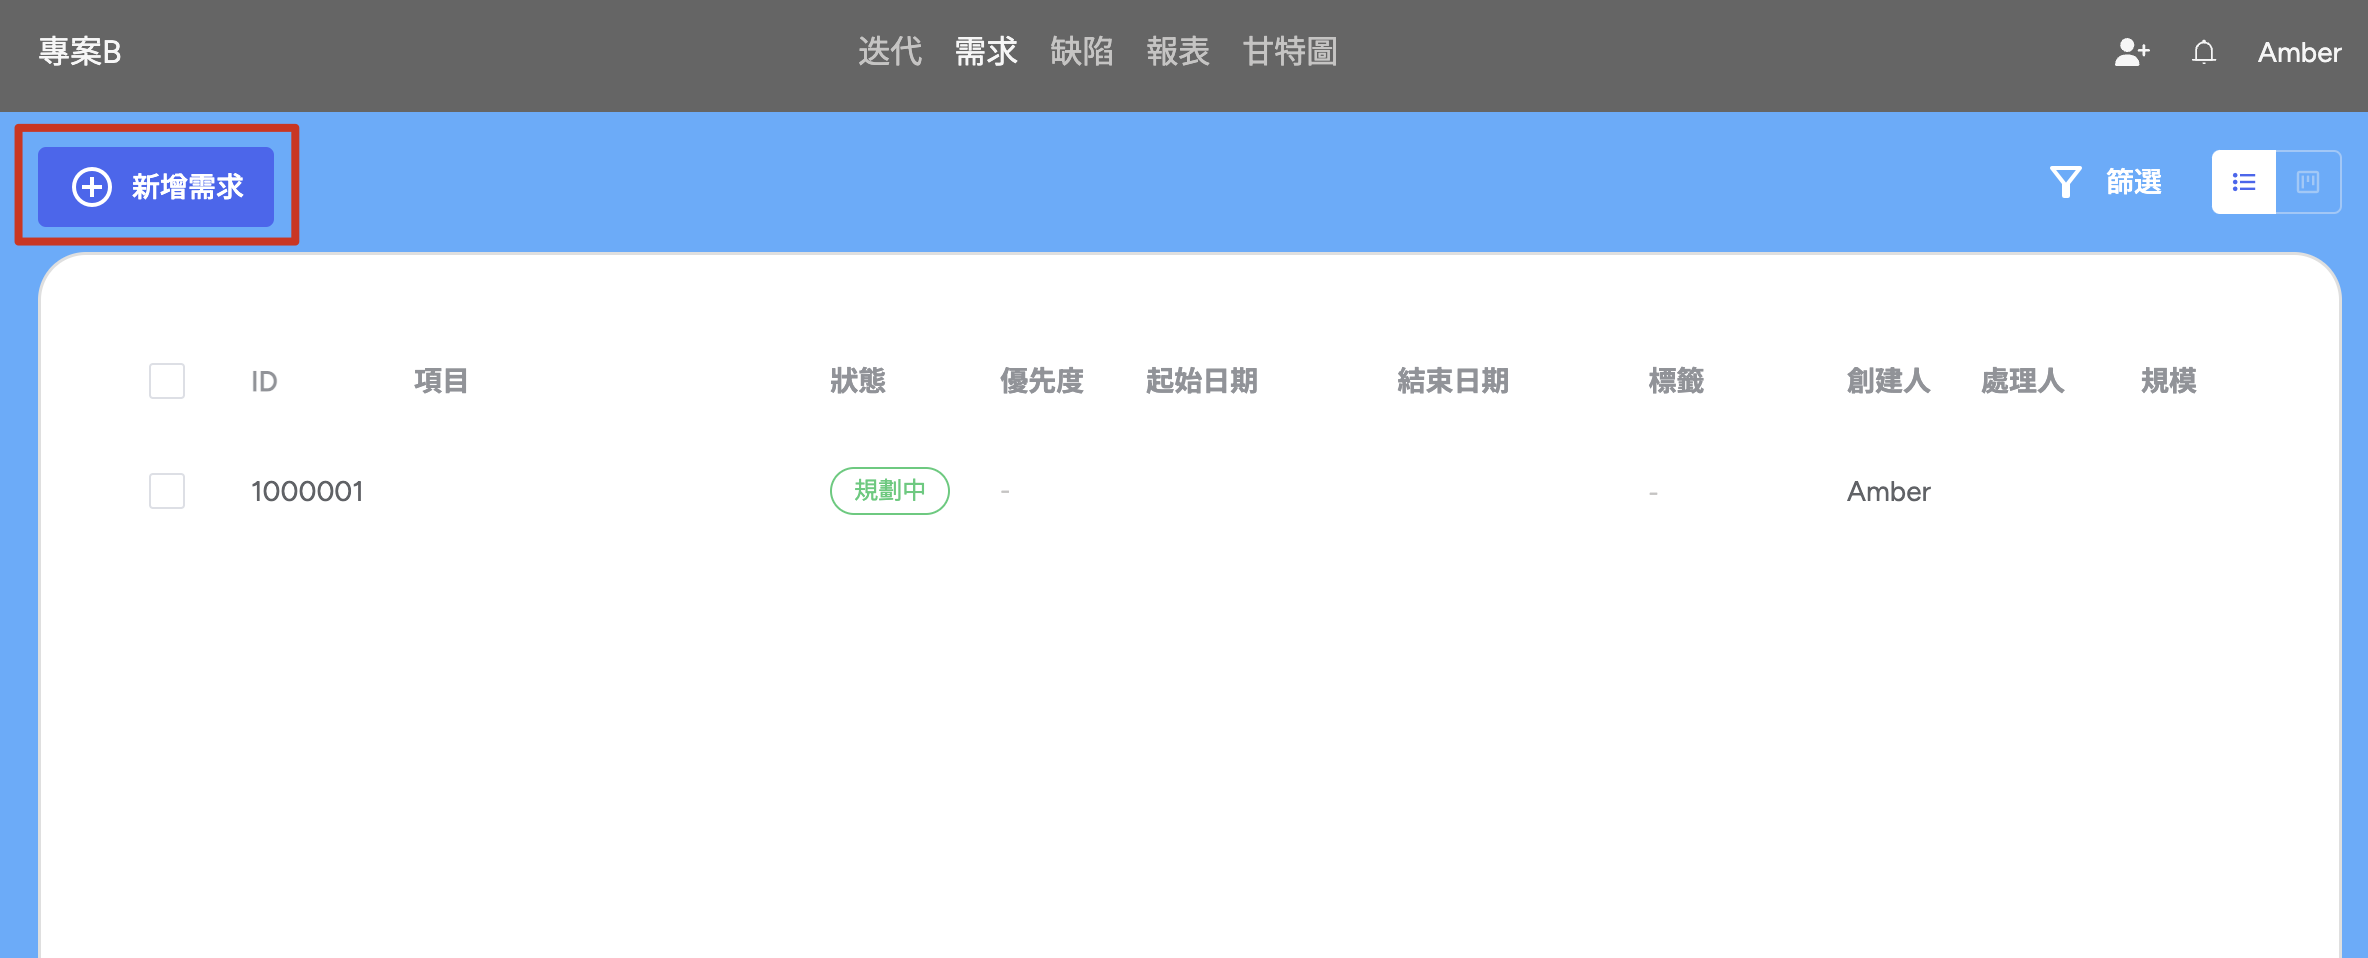 專案B 迭代 需求 缺陷 報表 甘特圖 Amber
新增需求 篩選
ID 項目 狀態 優先度 起始日期 結束日期 標籤 創建人 處理人 規模
1000001 規劃中 - - Amber